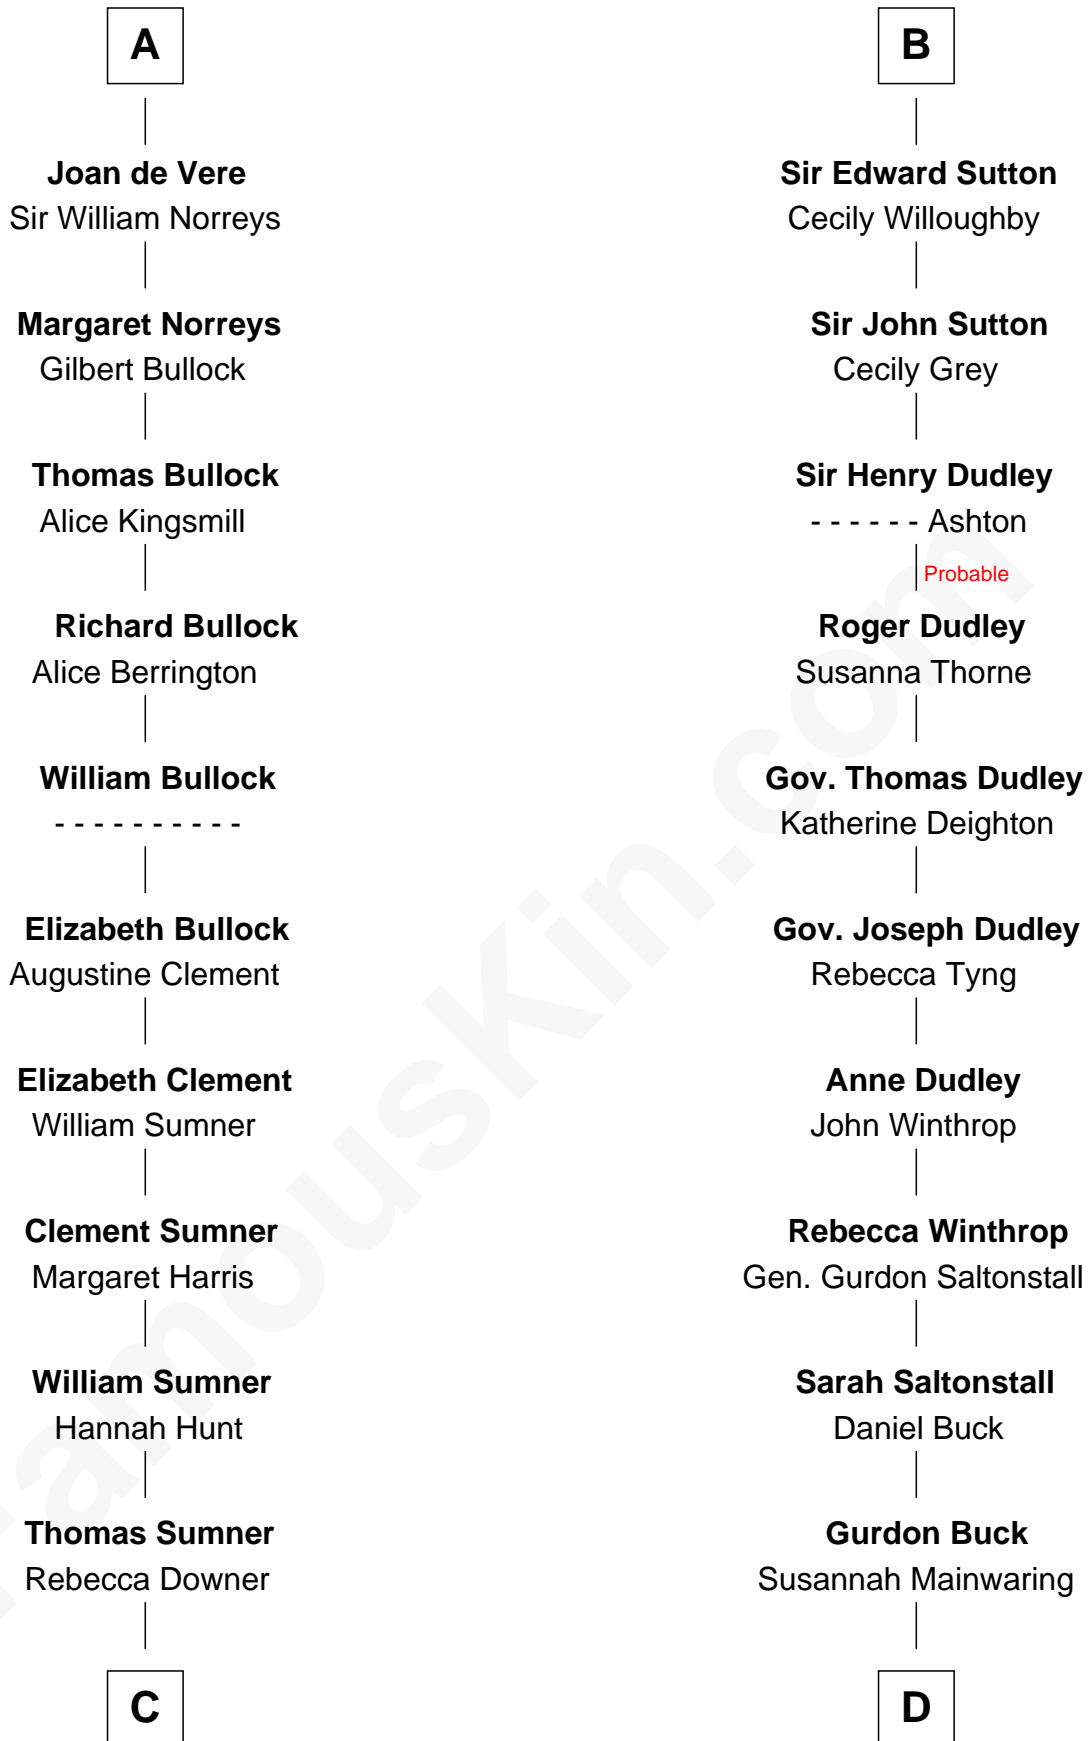 A
Joan de Vere
Sir William Norreys
Margaret Norreys
Gilbert Bullock
Thomas Bullock
Alice Kingsmill
Richard Bullock
Alice Berrington
William Bullock
- - - - - - - - - -
Elizabeth Bullock
Augustine Clement
Elizabeth Clement
William Sumner
Clement Sumner
Margaret Harris
William Sumner
Hannah Hunt
Thomas Sumner
Rebecca Downer
C
B
Sir Edward Sutton
Cecily Willoughby
Sir John Sutton
Cecily Grey
Sir Henry Dudley
- - - - - - Ashton
Probable
Roger Dudley
Susanna Thorne
Gov. Thomas Dudley
Katherine Deighton
Gov. Joseph Dudley
Rebecca Tyng
Anne Dudley
John Winthrop
Rebecca Winthrop
Gen. Gurdon Saltonstall
Sarah Saltonstall
Daniel Buck
Gurdon Buck
Susannah Mainwaring
D
FamousKin.com